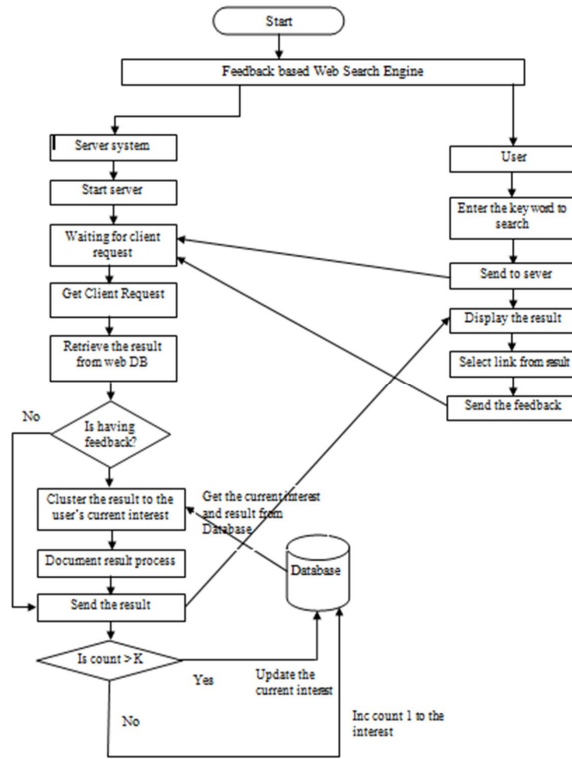 Start
Feedback based Web Search Engine
Server system
Start server
Waiting for client
request
Get Client Request
Retrieve the result
from web DB
No
Is having
feedback?
Cluster the result to the
user's current interest
Document result process
Send the result
Is count > K
Yes
No
User
Enter the keyword to
search
Send to sever
Display the result
Select link from result
Send the feedback
Get the current interest
and result from
Database
Database
Update the
current interest
Inc count 1 to the
interest